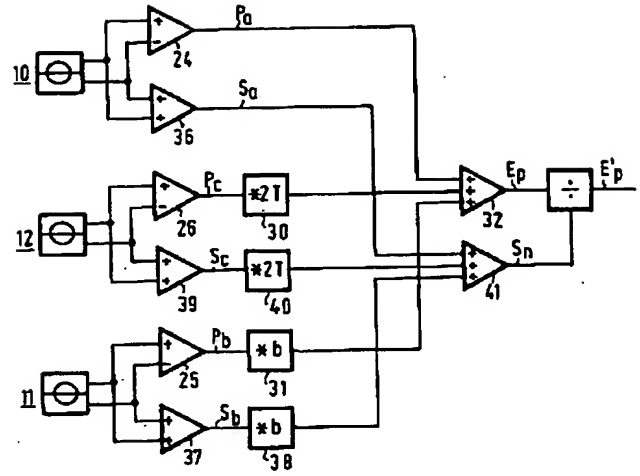 + Pa
10 - 24
+ Sa
+ 36
+ Pc *2T + Ep ÷ E'p
12 - 26 30 + 32
+ Sc *2T + Sn
+ 39 40 + 41
+ Pb *b
11 - 25 31
+ Sb *b
+ 37 38